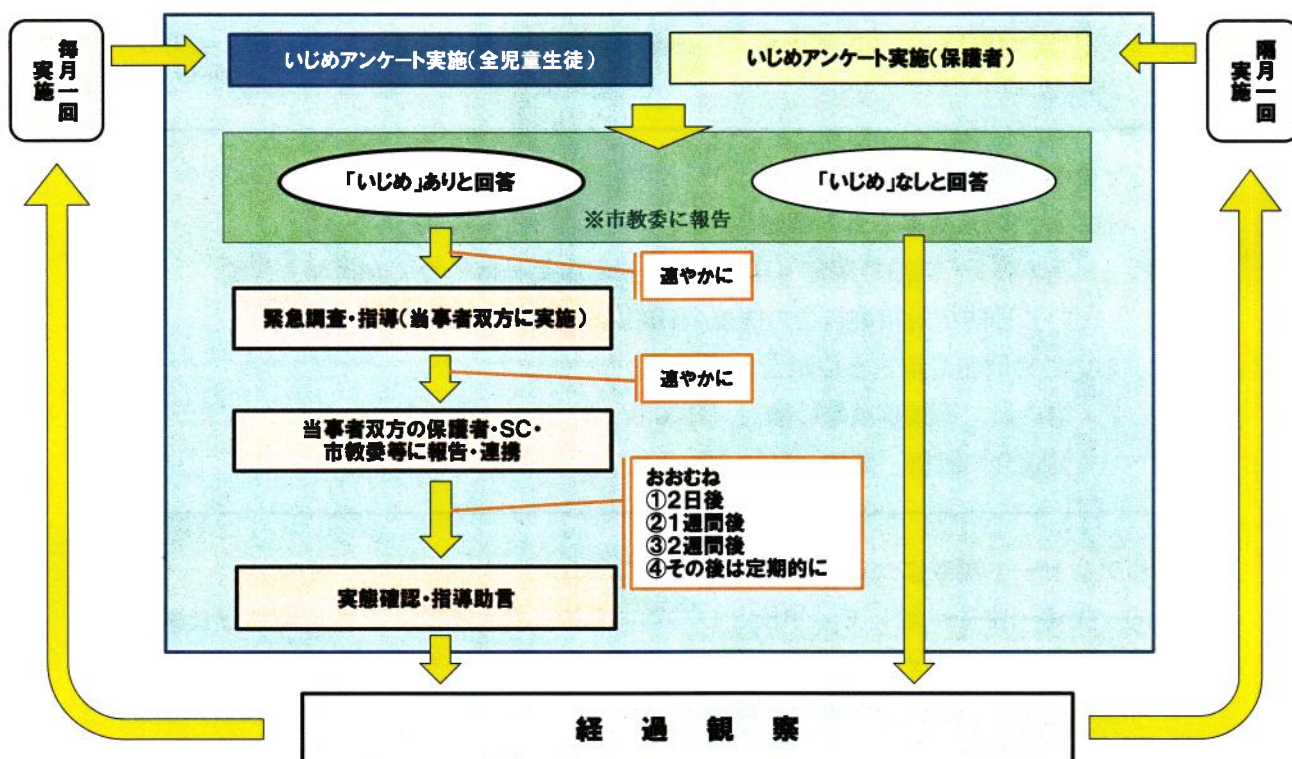 毎月一回
実施
いじめアンケート実施(全児童生徒)
いじめアンケート実施(保護者)
隔月一回
実施
「いじめ」ありと回答
「いじめ」なしと回答
※市教委に報告
速やかに
緊急調査・指導(当事者双方に実施)
速やかに
当事者双方の保護者・SC・
市教委等に報告・連携
おおむね
①2日後
②1週間後
③2週間後
④その後は定期的に
実態確認・指導助言
経過観察